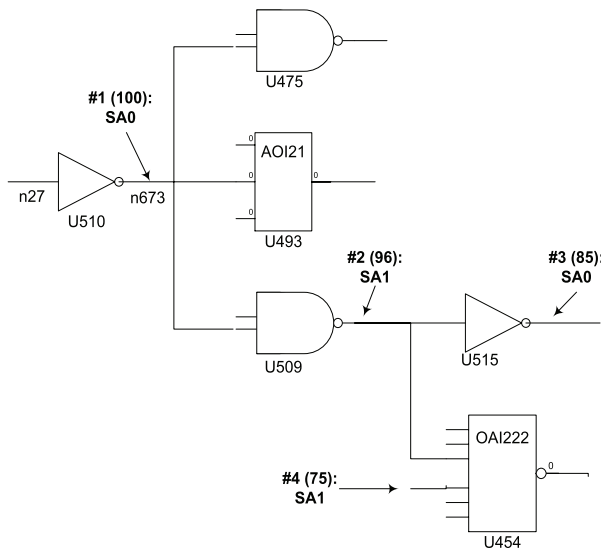 U475
#1 (100):
SA0
0
AOI21
0
0
n27
n673
U510
0
U493
#2 (96):
SA1
#3 (85):
SA0
U509
U515
OAI222
0
#4 (75):
SA1
U454